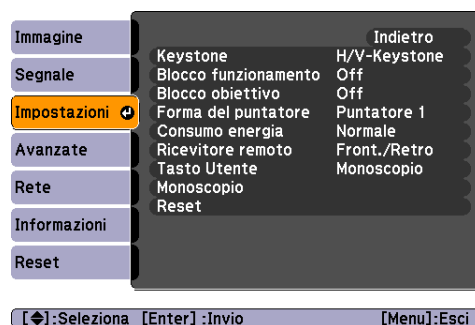 Immagine
Segnale
Impostazioni
Avanzate
Rete
Informazioni
Reset
Indietro
Keystone H/V-Keystone
Blocco funzionamento Off
Blocco obiettivo Off
Forma del puntatore Puntatore 1
Consumo energia Normale
Ricevitore remoto Front./Retro
Tasto Utente Monoscopio
Monoscopio
Reset
[◆]:Seleziona [Enter] :Invio [Menu]:Esci